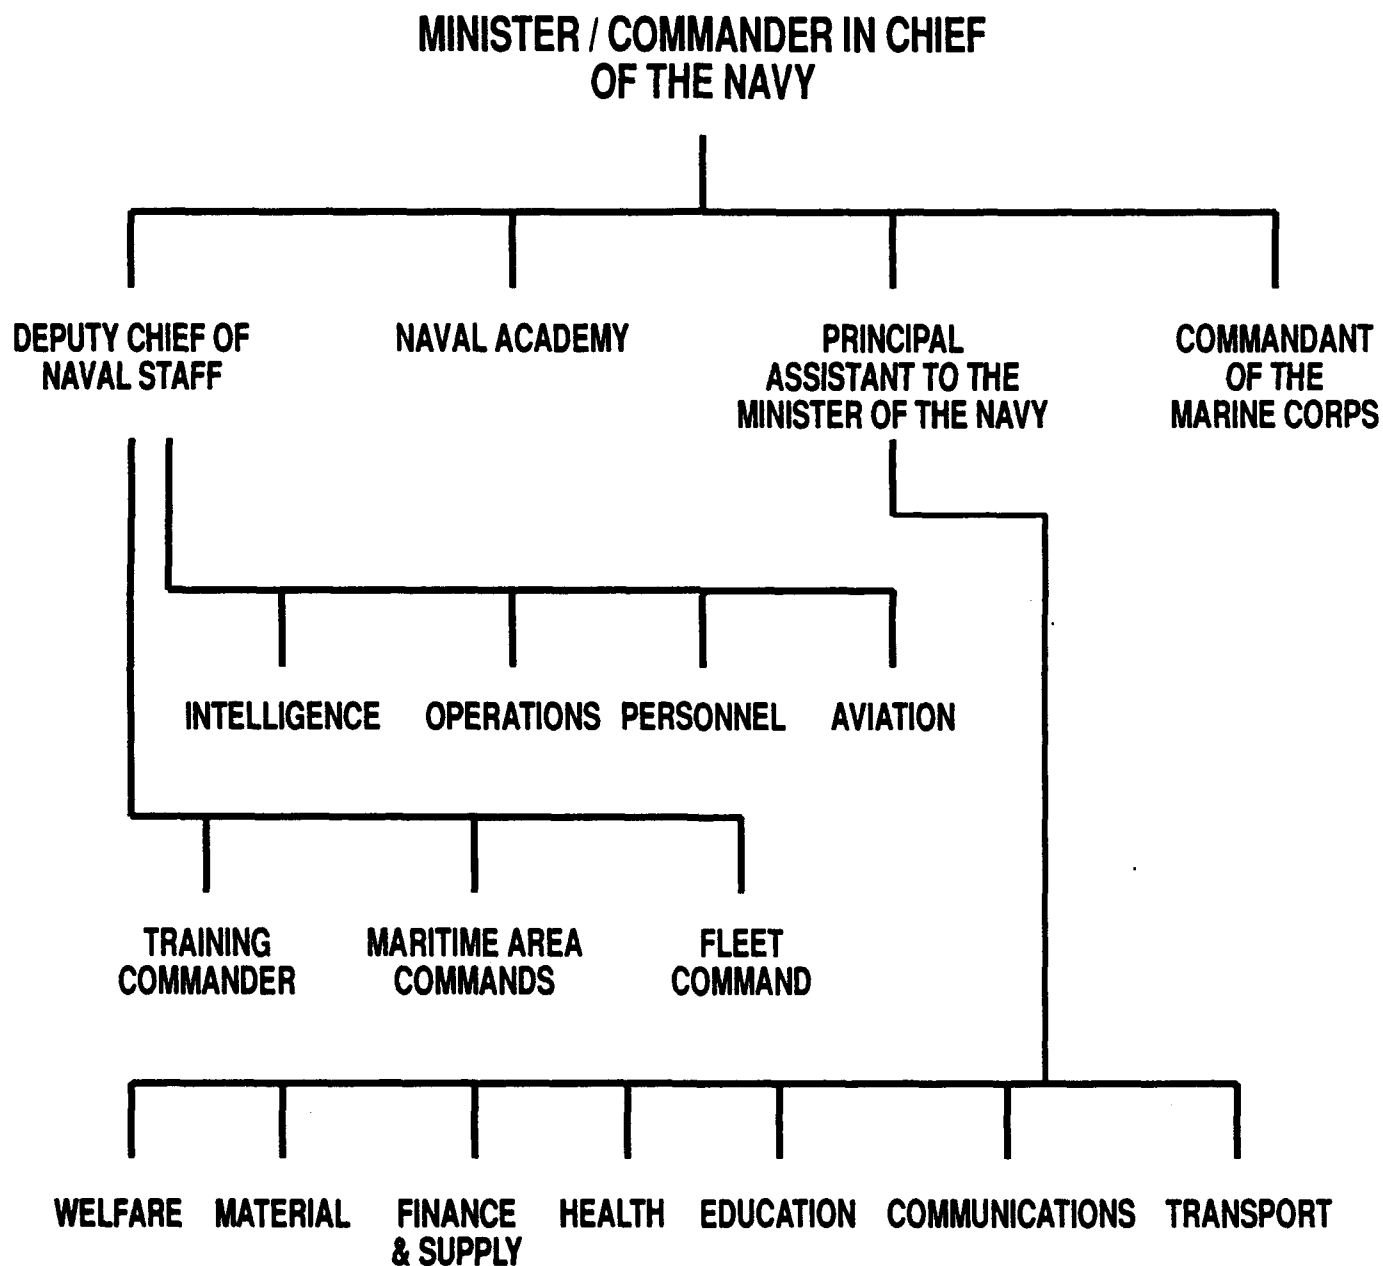 MINISTER / COMMANDER IN CHIEF
OF THE NAVY
DEPUTY CHIEF OF
NAVAL STAFF
NAVAL ACADEMY
PRINCIPAL
ASSISTANT TO THE
MINISTER OF THE NAVY
COMMANDANT
OF THE
MARINE CORPS
INTELLIGENCE
OPERATIONS
PERSONNEL
AVIATION
TRAINING
COMMANDER
MARITIME AREA
COMMANDS
FLEET
COMMAND
WELFARE
MATERIAL
FINANCE
& SUPPLY
HEALTH
EDUCATION
COMMUNICATIONS
TRANSPORT